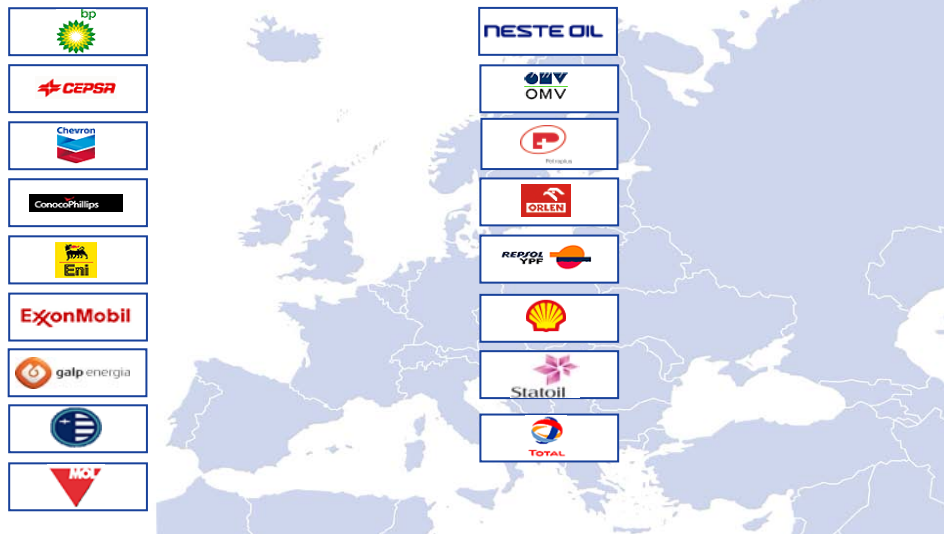 bp
CEPSA
Chevron
ConocoPhillips
Eni
ExxonMobil
galp energia
MOL
NESTE OIL
OMV
OMV
Petroplus
ORLEN
REPSOL
YPF
Statoil
TOTAL